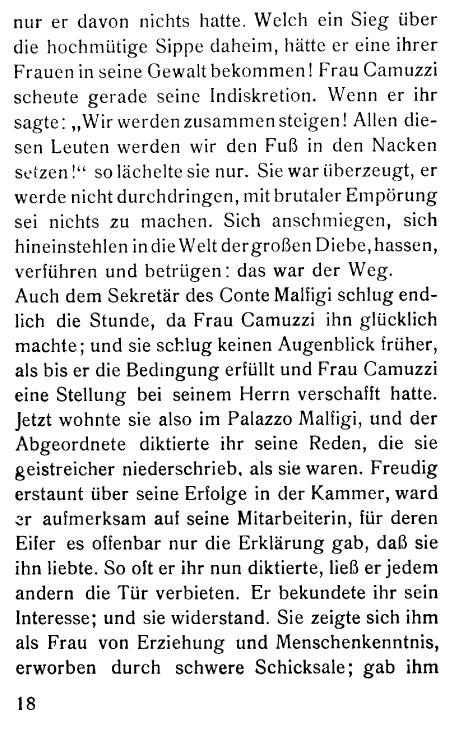 nur er davon nichts hatte. Welch ein Sieg über
die hochmütige Sippe daheim, hätte er eine ihrer
Frauen in seine Gewalt bekommen! Frau Camuzzi
scheute gerade seine Indiskretion. Wenn er ihr
sagte: „Wir werden zusammen steigen! Allen die-
sen Leuten werden wir den Fuß in den Nacken
setzen!“ so lächelte sie nur. Sie war überzeugt, er
werde nicht durchdringen, mit brutaler Empörung
sei nichts zu machen. Sich anschmiegen, sich
hineinstehlen in die Welt der großen Diebe, hassen,
verführen und betrügen: das war der Weg.
Auch dem Sekretär des Conte Malfigi schlug end-
lich die Stunde, da Frau Camuzzi ihn glücklich
machte; und sie schlug keinen Augenblick früher,
als bis er die Bedingung erfüllt und Frau Camuzzi
eine Stellung bei seinem Herrn verschafft hatte.
Jetzt wohnte sie also im Palazzo Malfigi, und der
Abgeordnete diktierte ihr seine Reden, die sie
geistreicher niederschrieb, als sie waren. Freudig
erstaunt über seine Erfolge in der Kammer, ward
er aufmerksam auf seine Mitarbeiterin, für deren
Eifer es offenbar nur die Erklärung gab, daß sie
ihn liebte. So oft er ihr nun diktierte, ließ er jedem
andern die Tür verbieten. Er bekundete ihr sein
Interesse; und sie widerstand. Sie zeigte sich ihm
als Frau von Erziehung und Menschenkenntnis,
erworben durch schwere Schicksale; gab ihm
18